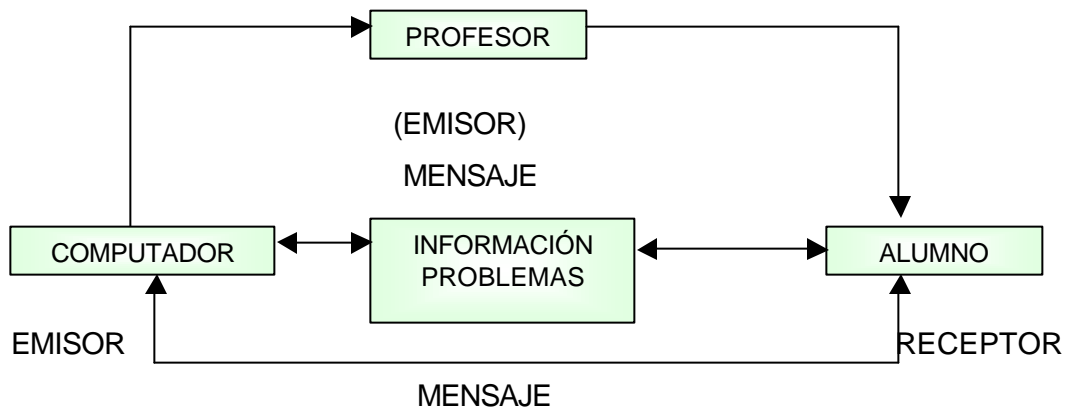 PROFESOR
(EMISOR)
MENSAJE
COMPUTADOR
INFORMACIÓN
PROBLEMAS
ALUMNO
EMISOR
RECEPTOR
MENSAJE